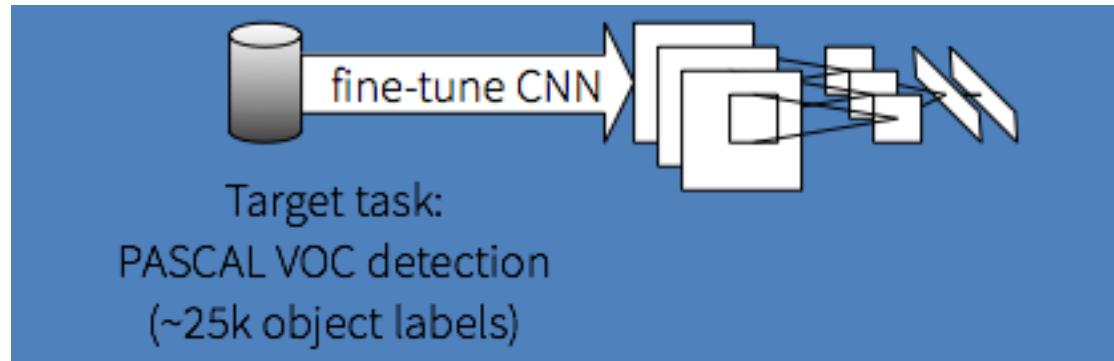 fine-tune CNN
Target task:
PASCAL VOC detection
(~25k object labels)